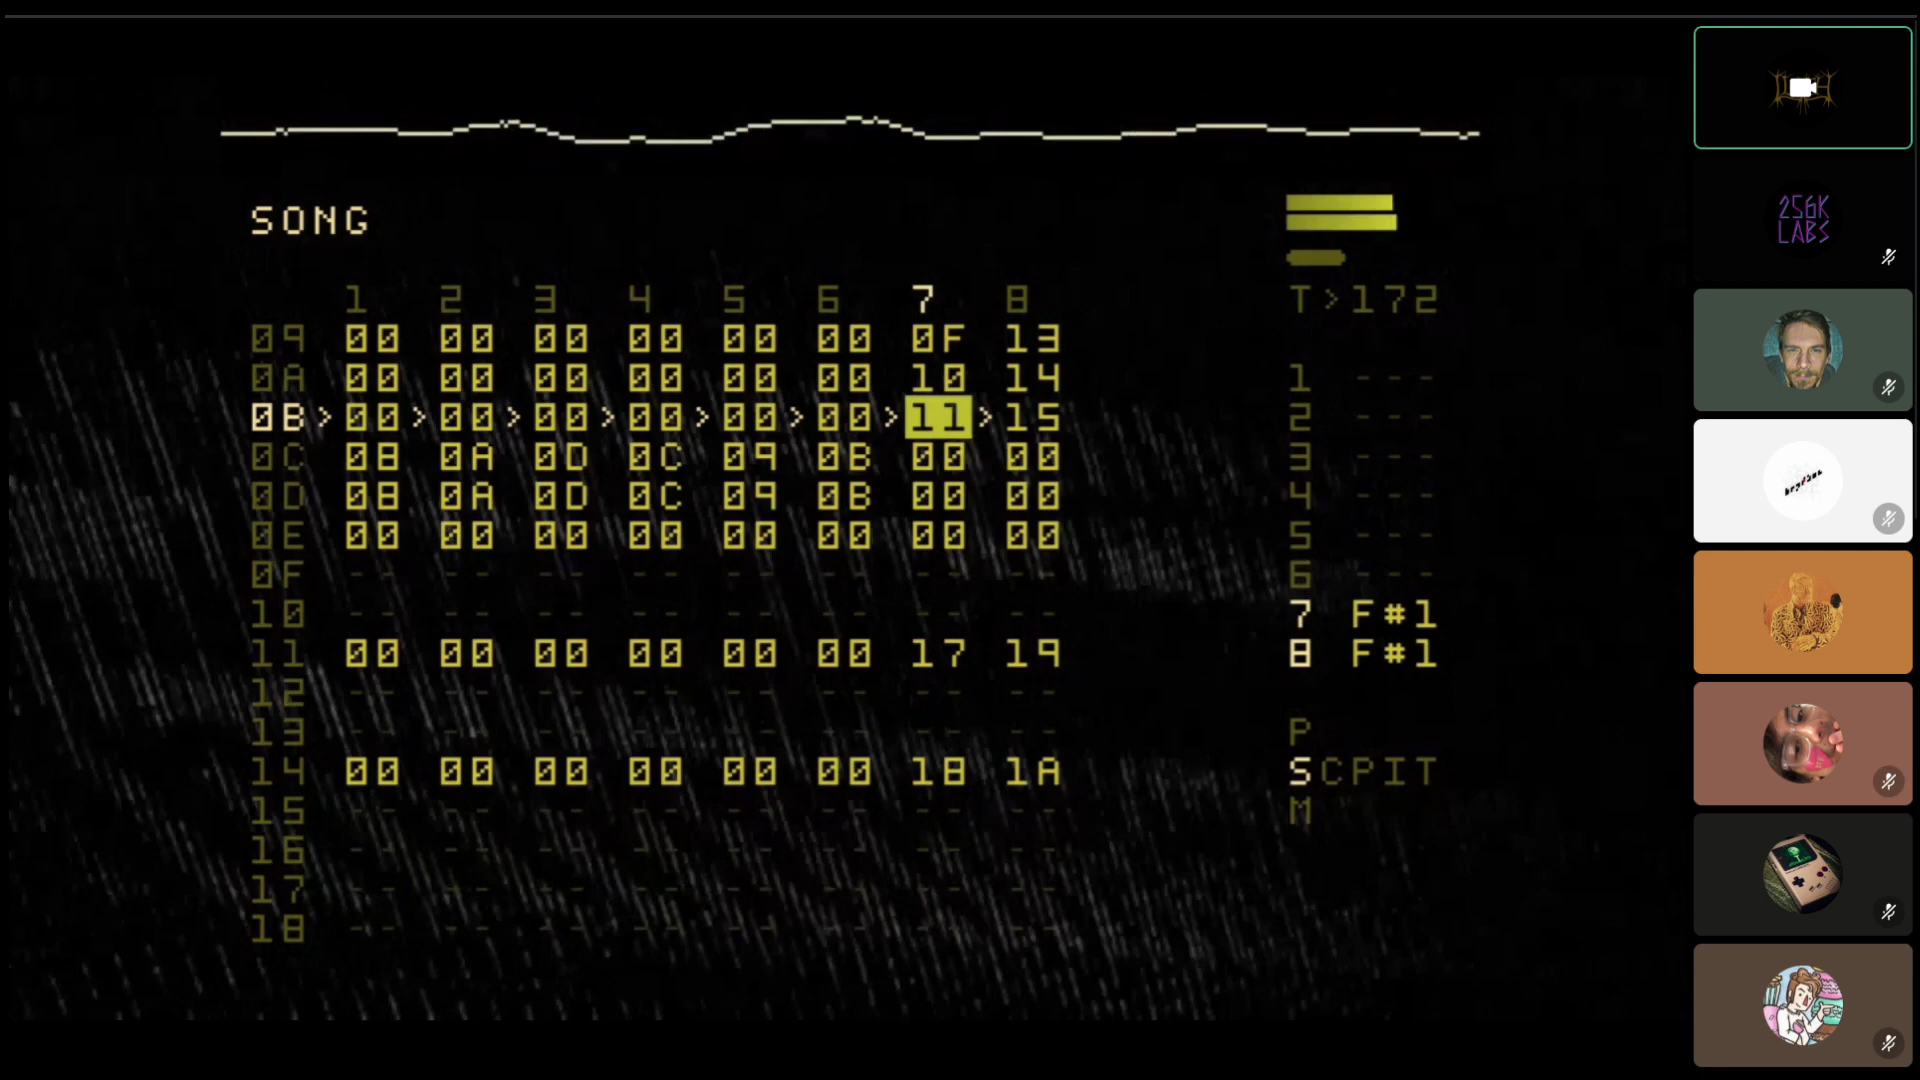 SONG
1 2 3 4 5 6 7 8
09 00 00 00 00 00 00 0F 13
0A 00 00 00 00 00 00 10 14
0B>00>00>00>00>00>00>11>15
0C 08 0A 0D 0C 09 0B 00 00
0D 08 0A 0D 0C 09 0B 00 00
0E 00 00 00 00 00 00 00 00
0F -- -- -- -- -- -- -- --
10 -- -- -- -- -- -- -- --
11 00 00 00 00 00 00 17 19
12 -- -- -- -- -- -- -- --
13 -- -- -- -- -- -- -- --
14 00 00 00 00 00 00 18 1A
15 -- -- -- -- -- -- -- --
16 -- -- -- -- -- -- -- --
17 -- -- -- -- -- -- -- --
18 -- -- -- -- -- -- -- --
T>172
1 ---
2 ---
3 ---
4 ---
5 ---
6 ---
7 F#1
8 F#1
P
SCPIT
M
256K
LABS